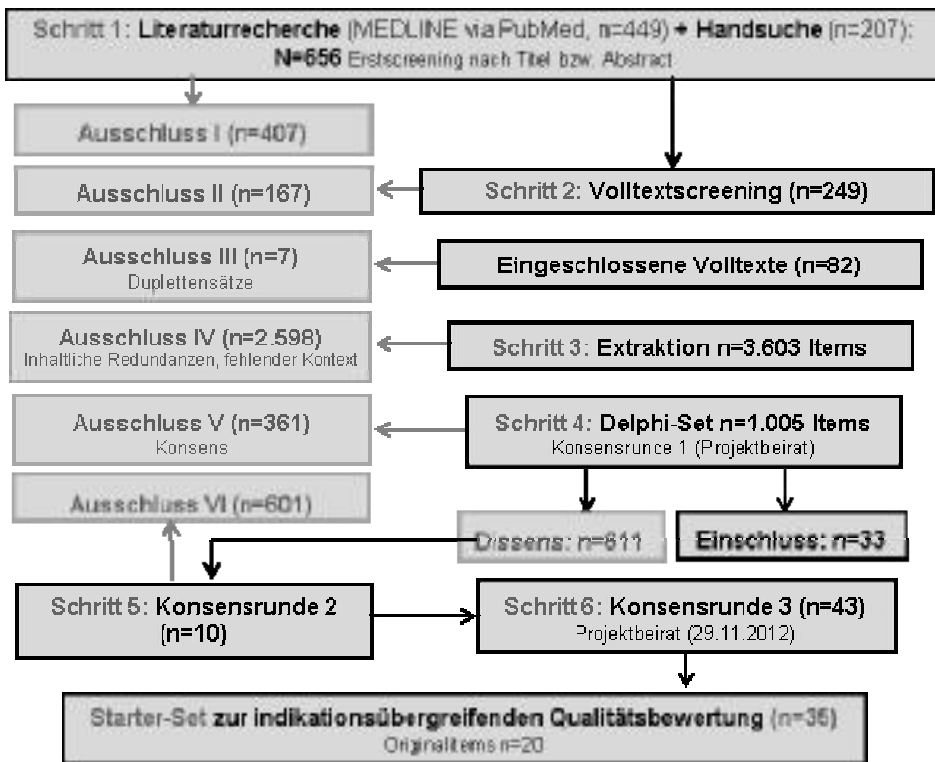 Schritt 1: Literaturrecherche (MEDLINE via PubMed, n=449) + Handsuche (n=207):
N=656 Erstscreening nach Titel bzw. Abstract
Ausschluss I (n=407)
Ausschluss II (n=167)
Schritt 2: Volltextscreening (n=249)
Ausschluss III (n=7)
Duplettensätze
Eingeschlossene Volltexte (n=82)
Ausschluss IV (n=2.598)
Inhaltliche Redundanzen, fehlender Kontext
Schritt 3: Extraktion n=3.603 Items
Ausschluss V (n=361)
Konsens
Schritt 4: Delphi-Set n=1.005 Items
Konsensrunce 1 (Projektbeirat)
Ausschluss VI (n=601)
Dissens: n=611
Einschluss: n=33
Schritt 5: Konsensrunde 2
(n=10)
Schritt 6: Konsensrunde 3 (n=43)
Projektbeirat (29.11.2012)
Starter-Set zur indikationsübergreifenden Qualitätsbewertung (n=35)
Originalitems n=20